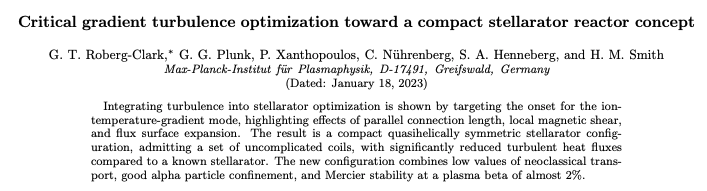 Critical gradient turbulence optimization toward a compact stellarator reactor concept
G. T. Roberg-Clark,* G. G. Plunk, P. Xanthopoulos, C. Nührenberg, S. A. Henneberg, and H. M. Smith
Max-Planck-Institut für Plasmaphysik, D-17491, Greifswald, Germany
(Dated: January 18, 2023)
Integrating turbulence into stellarator optimization is shown by targeting the onset for the ion-
temperature-gradient mode, highlighting effects of parallel connection length, local magnetic shear,
and flux surface expansion. The result is a compact quasihelically symmetric stellarator config-
uration, admitting a set of uncomplicated coils, with significantly reduced turbulent heat fluxes
compared to a known stellarator. The new configuration combines low values of neoclassical trans-
port, good alpha particle confinement, and Mercier stability at a plasma beta of almost 2%.